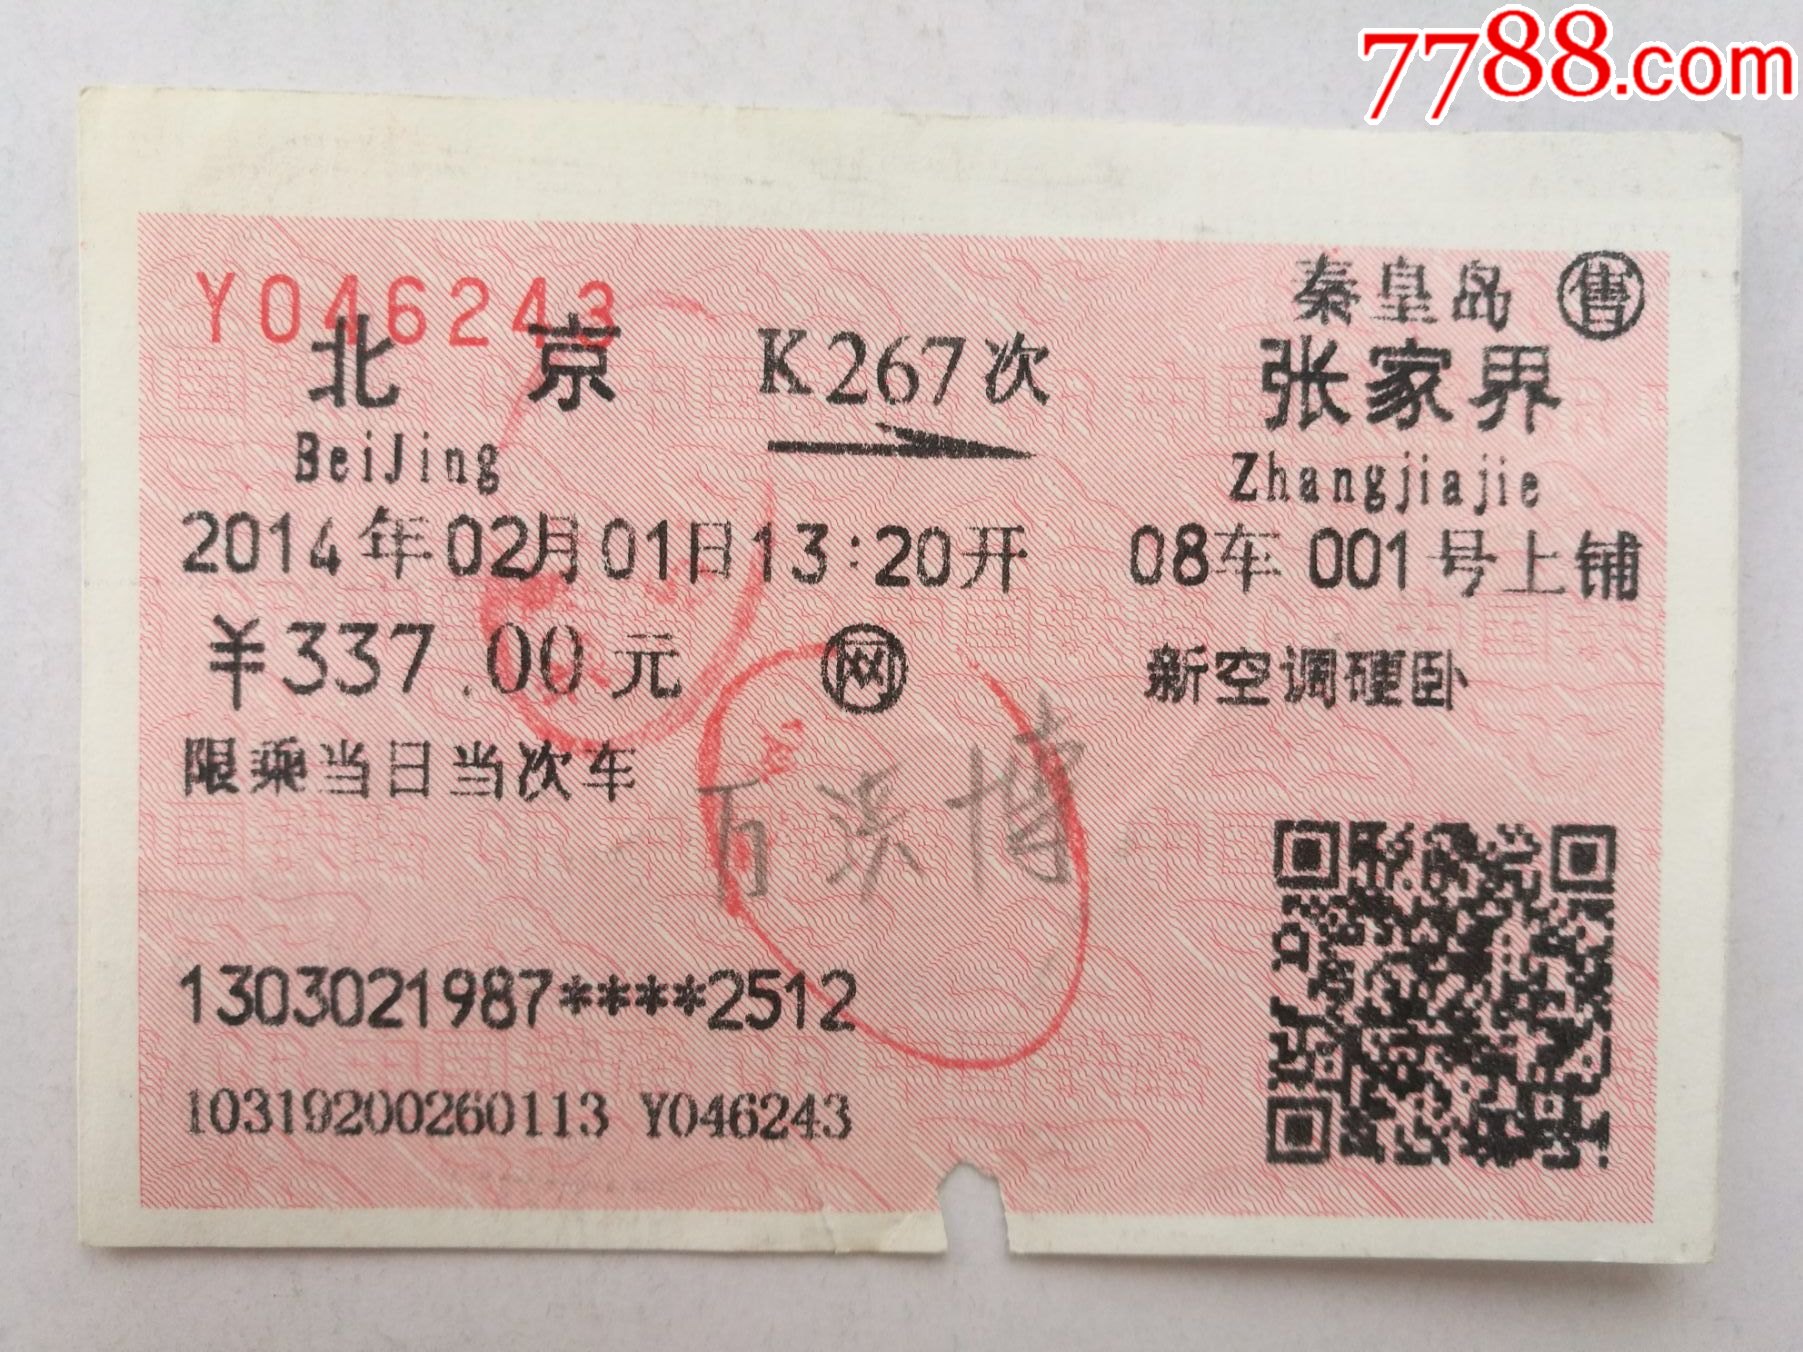 7788.com
Y046243
秦皇岛 售
北京 K267次 张家界
BeiJing Zhangjiajie
2014年02月01日13:20开 08车001号上铺
¥337.00元 网 新空调硬卧
限乘当日当次车
1303021987****2512
10319200260113 Y046243